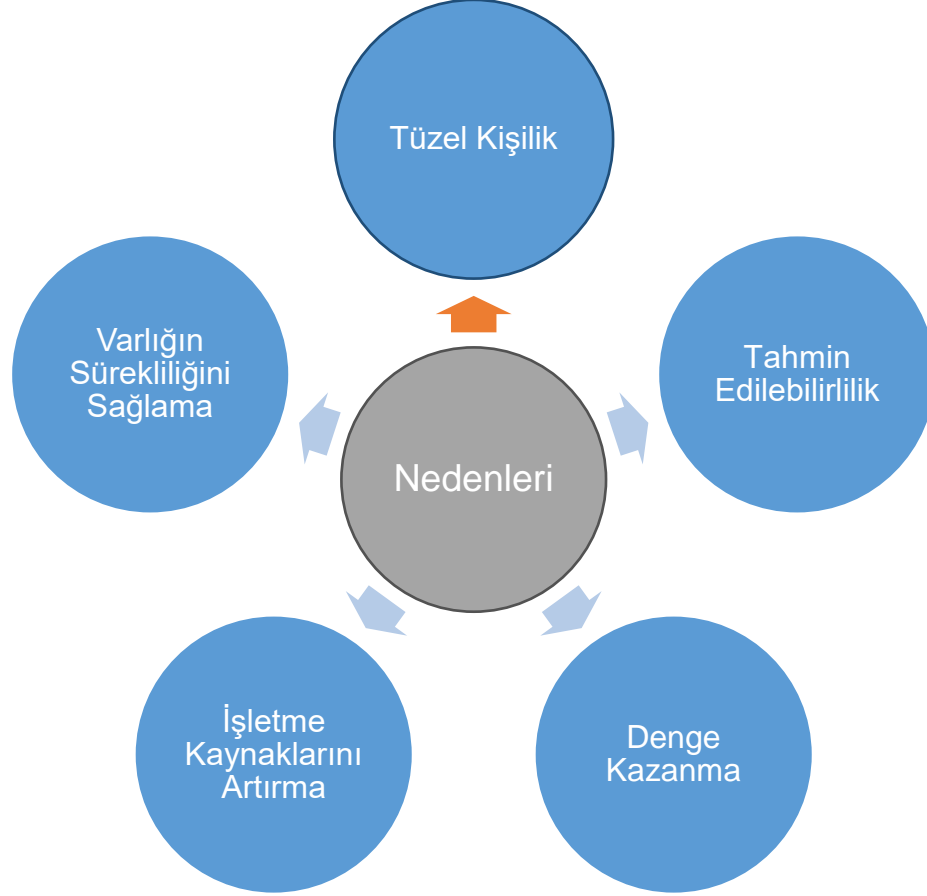 Tüzel Kişilik
Varlığın
Sürekliliğini
Sağlama
Tahmin
Edilebilirlilik
Nedenleri
İşletme
Kaynaklarını
Artırma
Denge
Kazanma